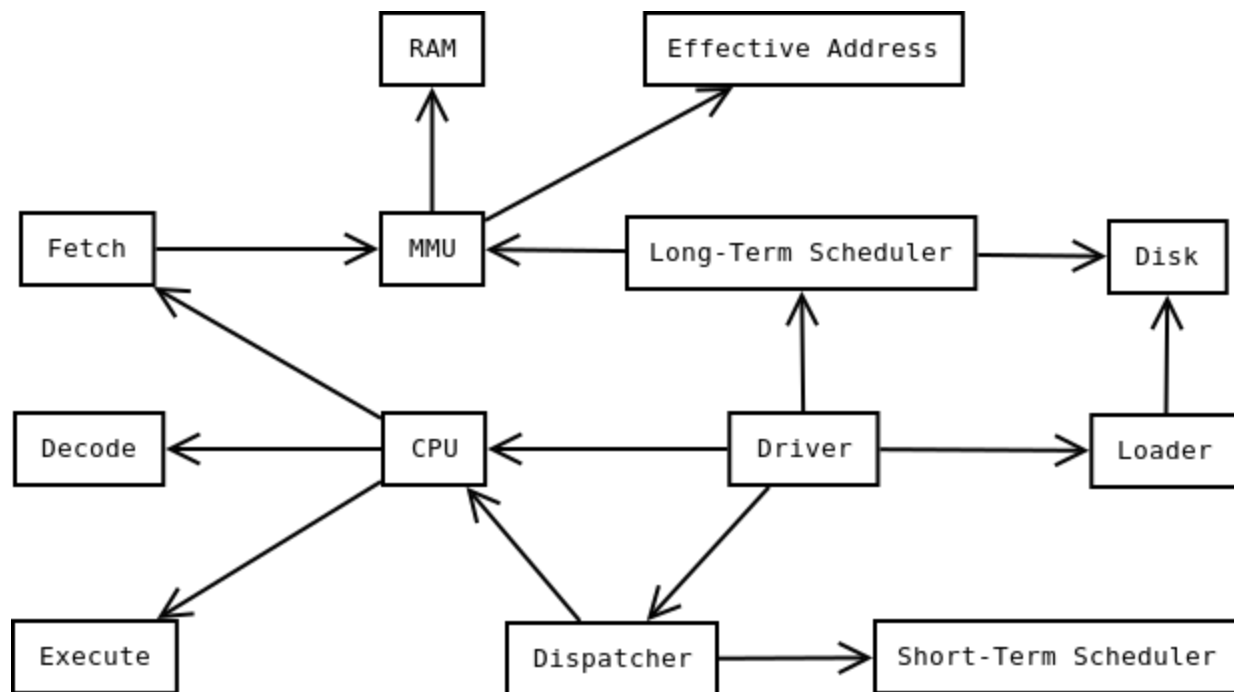 RAM
Effective Address
Fetch
MMU
Long-Term Scheduler
Disk
Decode
CPU
Driver
Loader
Execute
Dispatcher
Short-Term Scheduler